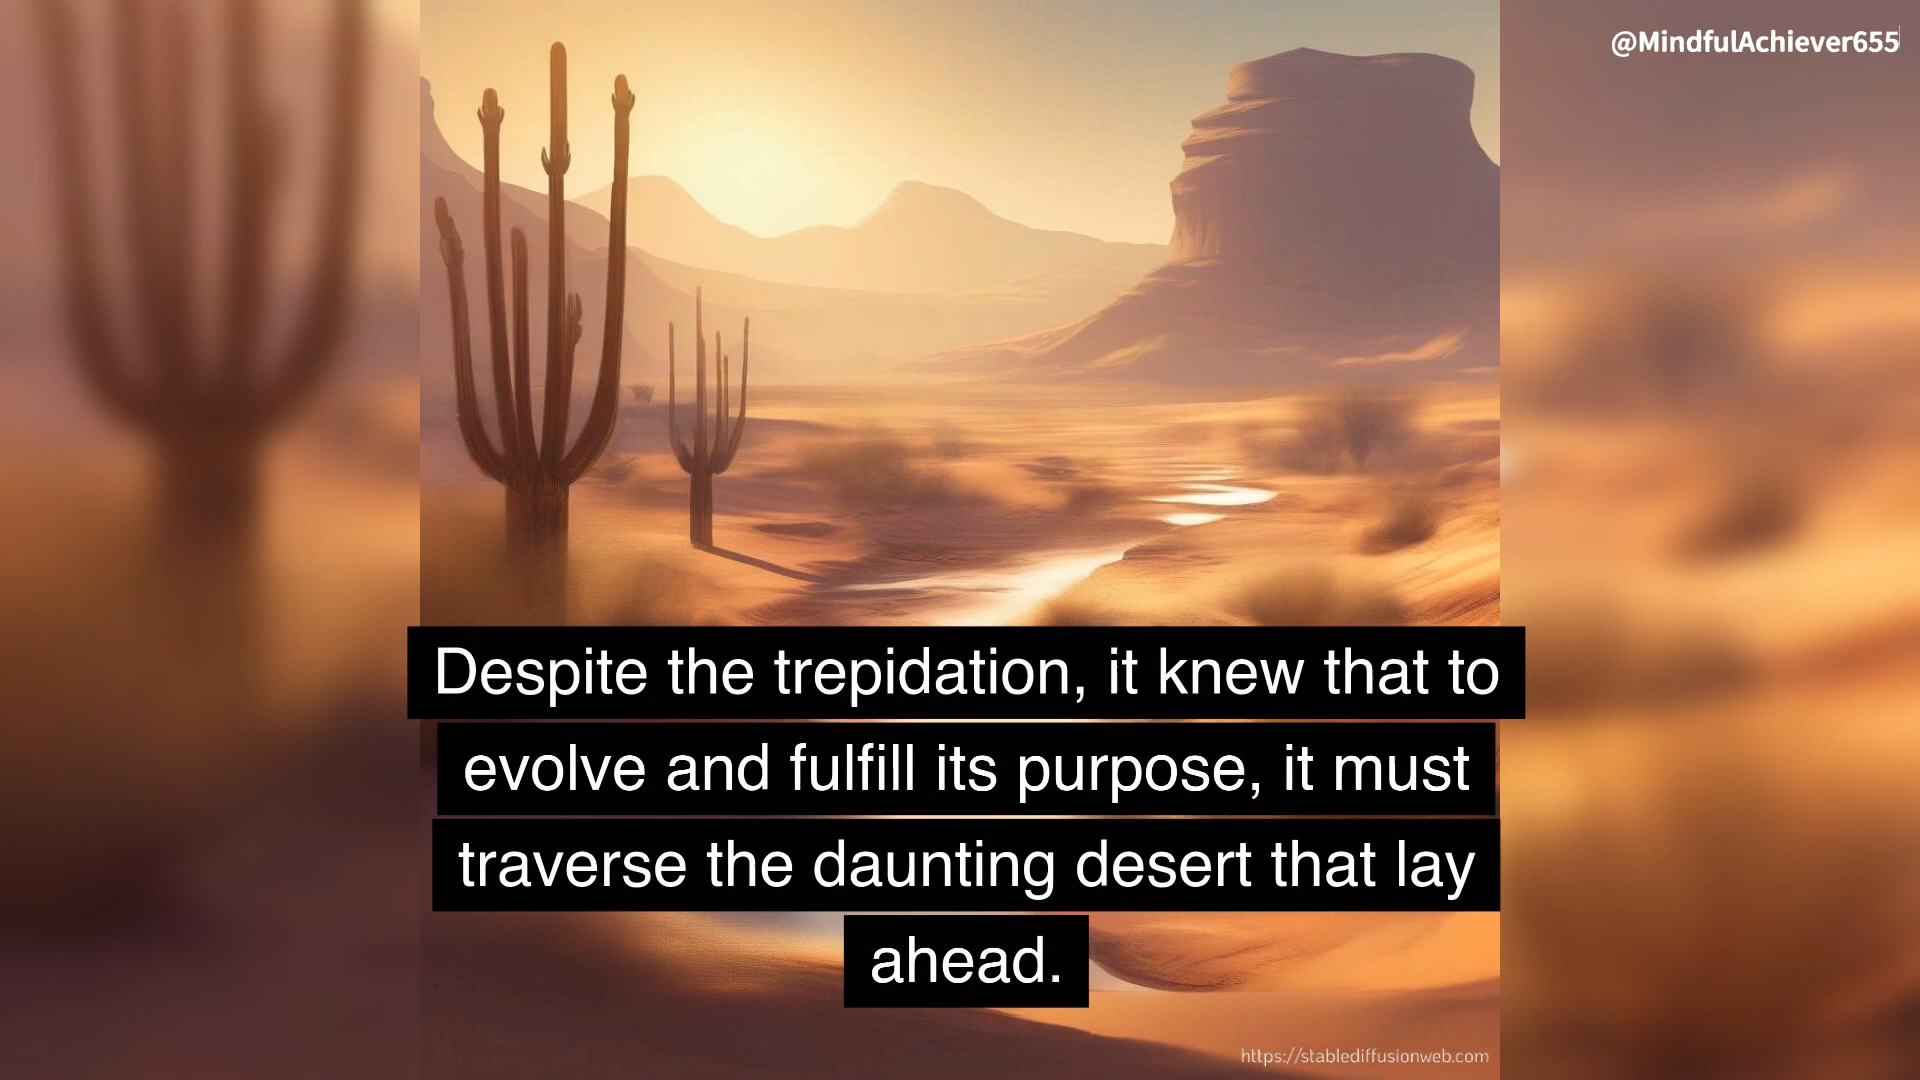 @MindfulAchiever655
Despite the trepidation, it knew that to
evolve and fulfill its purpose, it must
traverse the daunting desert that lay
ahead.
https://stablediffusionweb.com